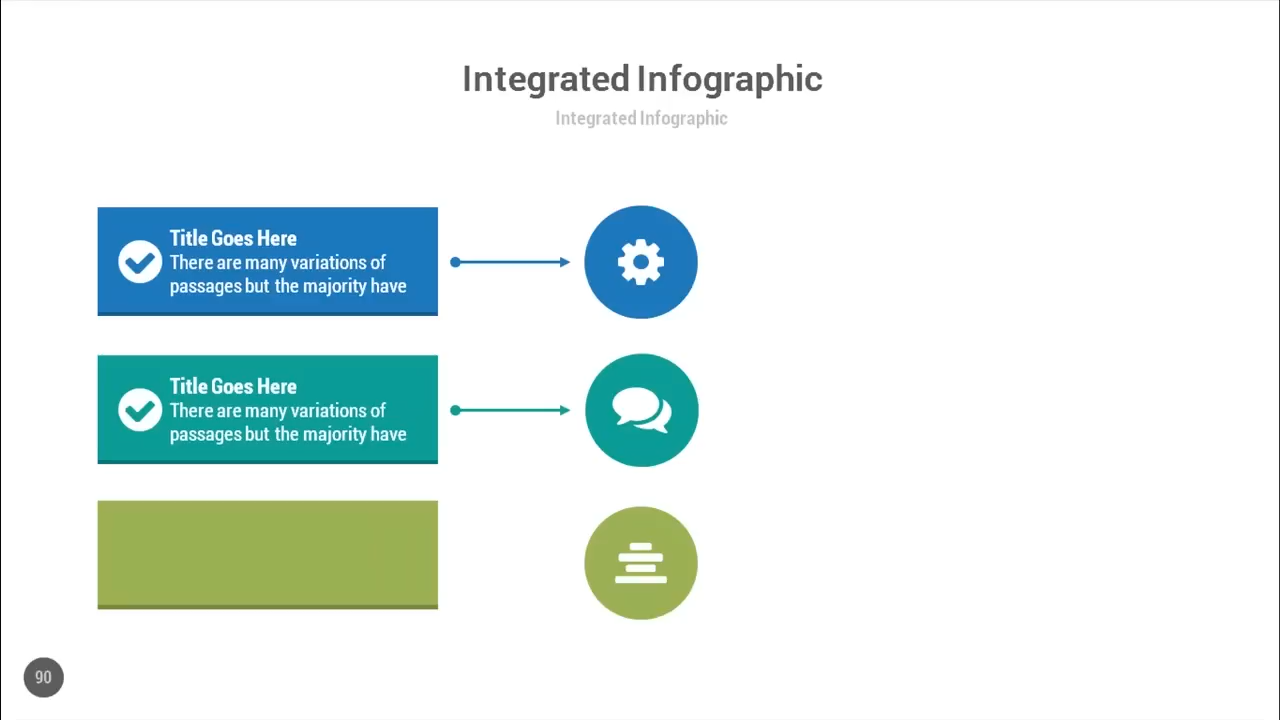 Integrated Infographic
Integrated Infographic
Title Goes Here
There are many variations of
passages but the majority have
Title Goes Here
There are many variations of
passages but the majority have
90